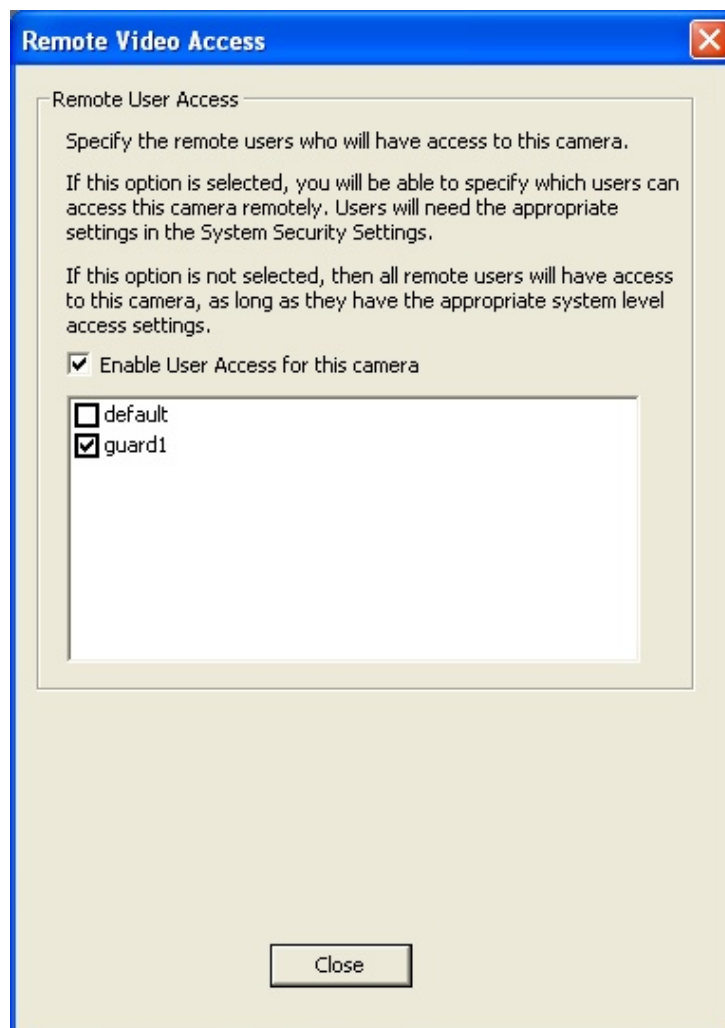 Remote Video Access
Remote User Access
Specify the remote users who will have access to this camera.
If this option is selected, you will be able to specify which users can
access this camera remotely. Users will need the appropriate
settings in the System Security Settings.
If this option is not selected, then all remote users will have access
to this camera, as long as they have the appropriate system level
access settings.
Enable User Access for this camera
default
guard1
Close